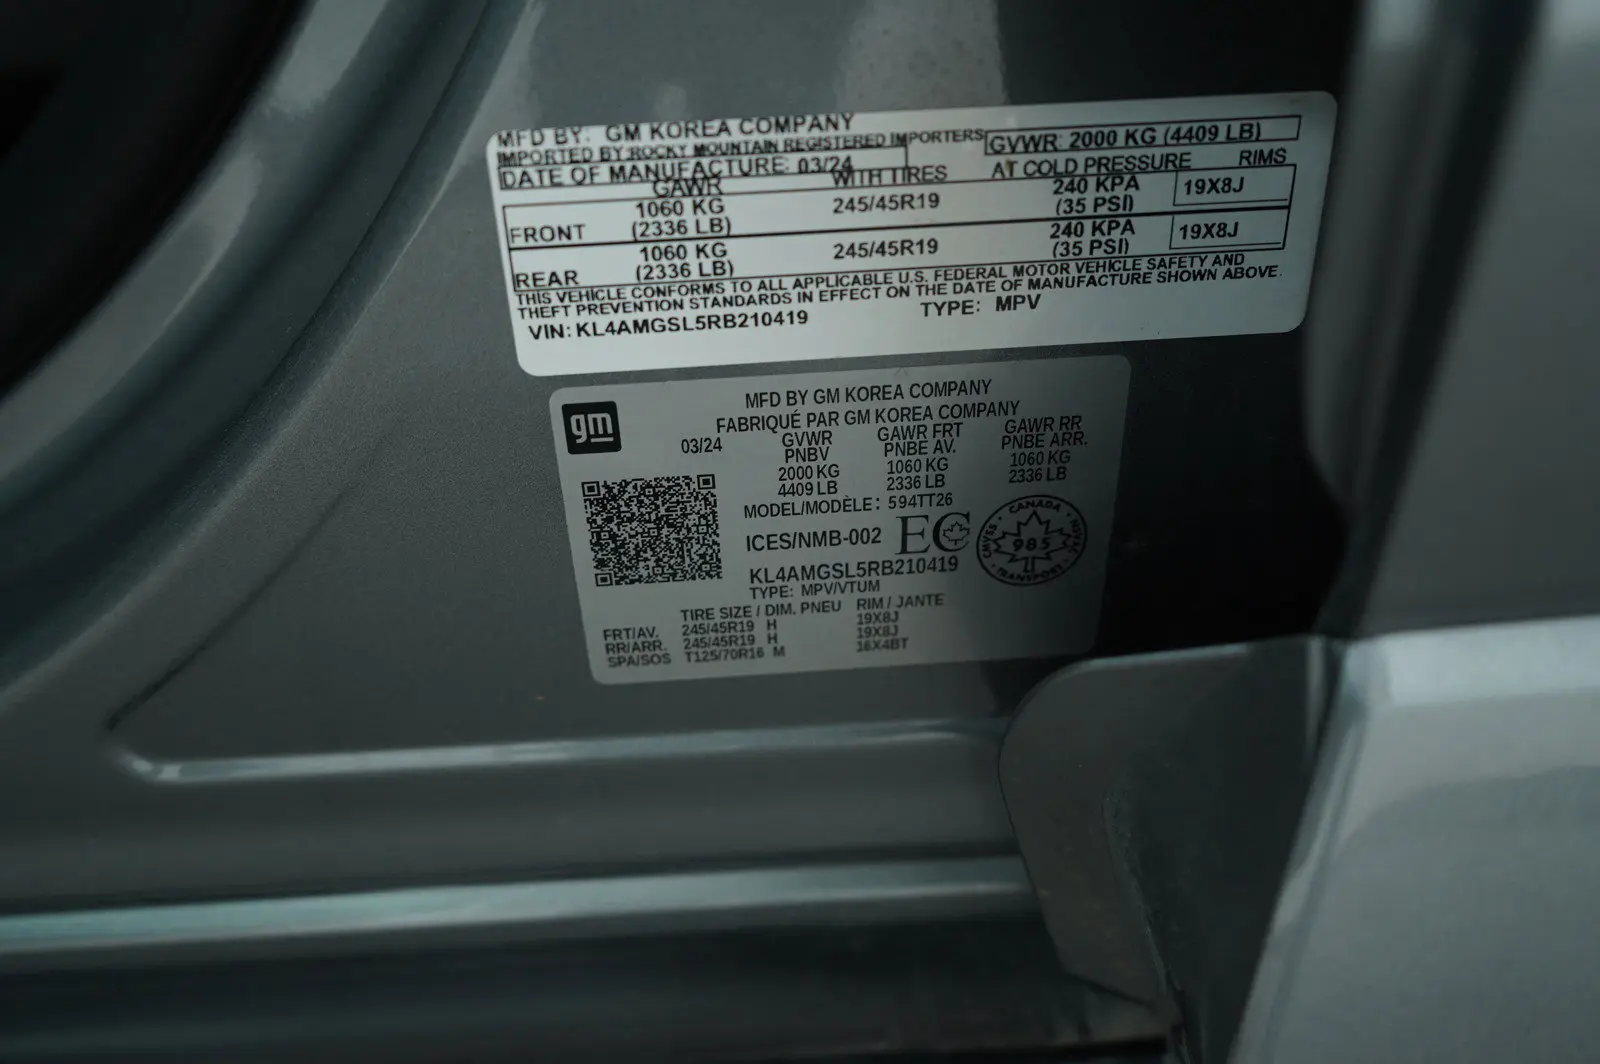 MFD BY: GM KOREA COMPANY
IMPORTED BY:ROCKY MOUNTAIN REGISTERED IMPORTERS
GVWR: 2000 KG (4409 LB)
DATE OF MANUFACTURE: 03/24
GAWR WITH TIRES AT COLD PRESSURE RIMS
FRONT 1060 KG (2336 LB) 245/45R19 240 KPA (35 PSI) 19X8J
REAR 1060 KG (2336 LB) 245/45R19 240 KPA (35 PSI) 19X8J
THIS VEHICLE CONFORMS TO ALL APPLICABLE U.S. FEDERAL MOTOR VEHICLE SAFETY AND
THEFT PREVENTION STANDARDS IN EFFECT ON THE DATE OF MANUFACTURE SHOWN ABOVE.
VIN: KL4AMGSL5RB210419 TYPE: MPV
gm
MFD BY GM KOREA COMPANY
FABRIQUÉ PAR GM KOREA COMPANY
03/24 GVWR GAWR FRT GAWR RR
PNBV PNBE AV. PNBE ARR.
2000 KG 1060 KG 1060 KG
4409 LB 2336 LB 2336 LB
MODEL/MODÈLE: 594TT26
ICES/NMB-002 EC
CANADA
CMVSS 985 NSVAC
TRANSPORT
KL4AMGSL5RB210419
TYPE: MPV/VTUM
TIRE SIZE / DIM. PNEU RIM / JANTE
FRT/AV. 245/45R19 H 19X8J
RR/ARR. 245/45R19 H 19X8J
SPA/SOS T125/70R16 M 16X4BT